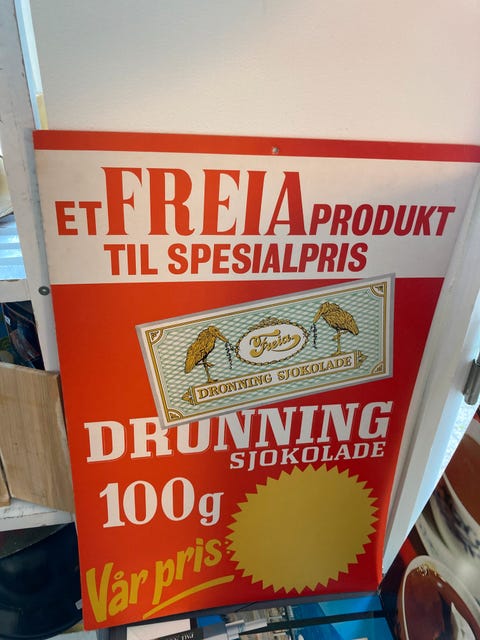 ET FREIA PRODUKT
TIL SPESIALPRIS
Freia
DRONNING SJOKOLADE
DRONNING
SJOKOLADE
100g
Vår pris: